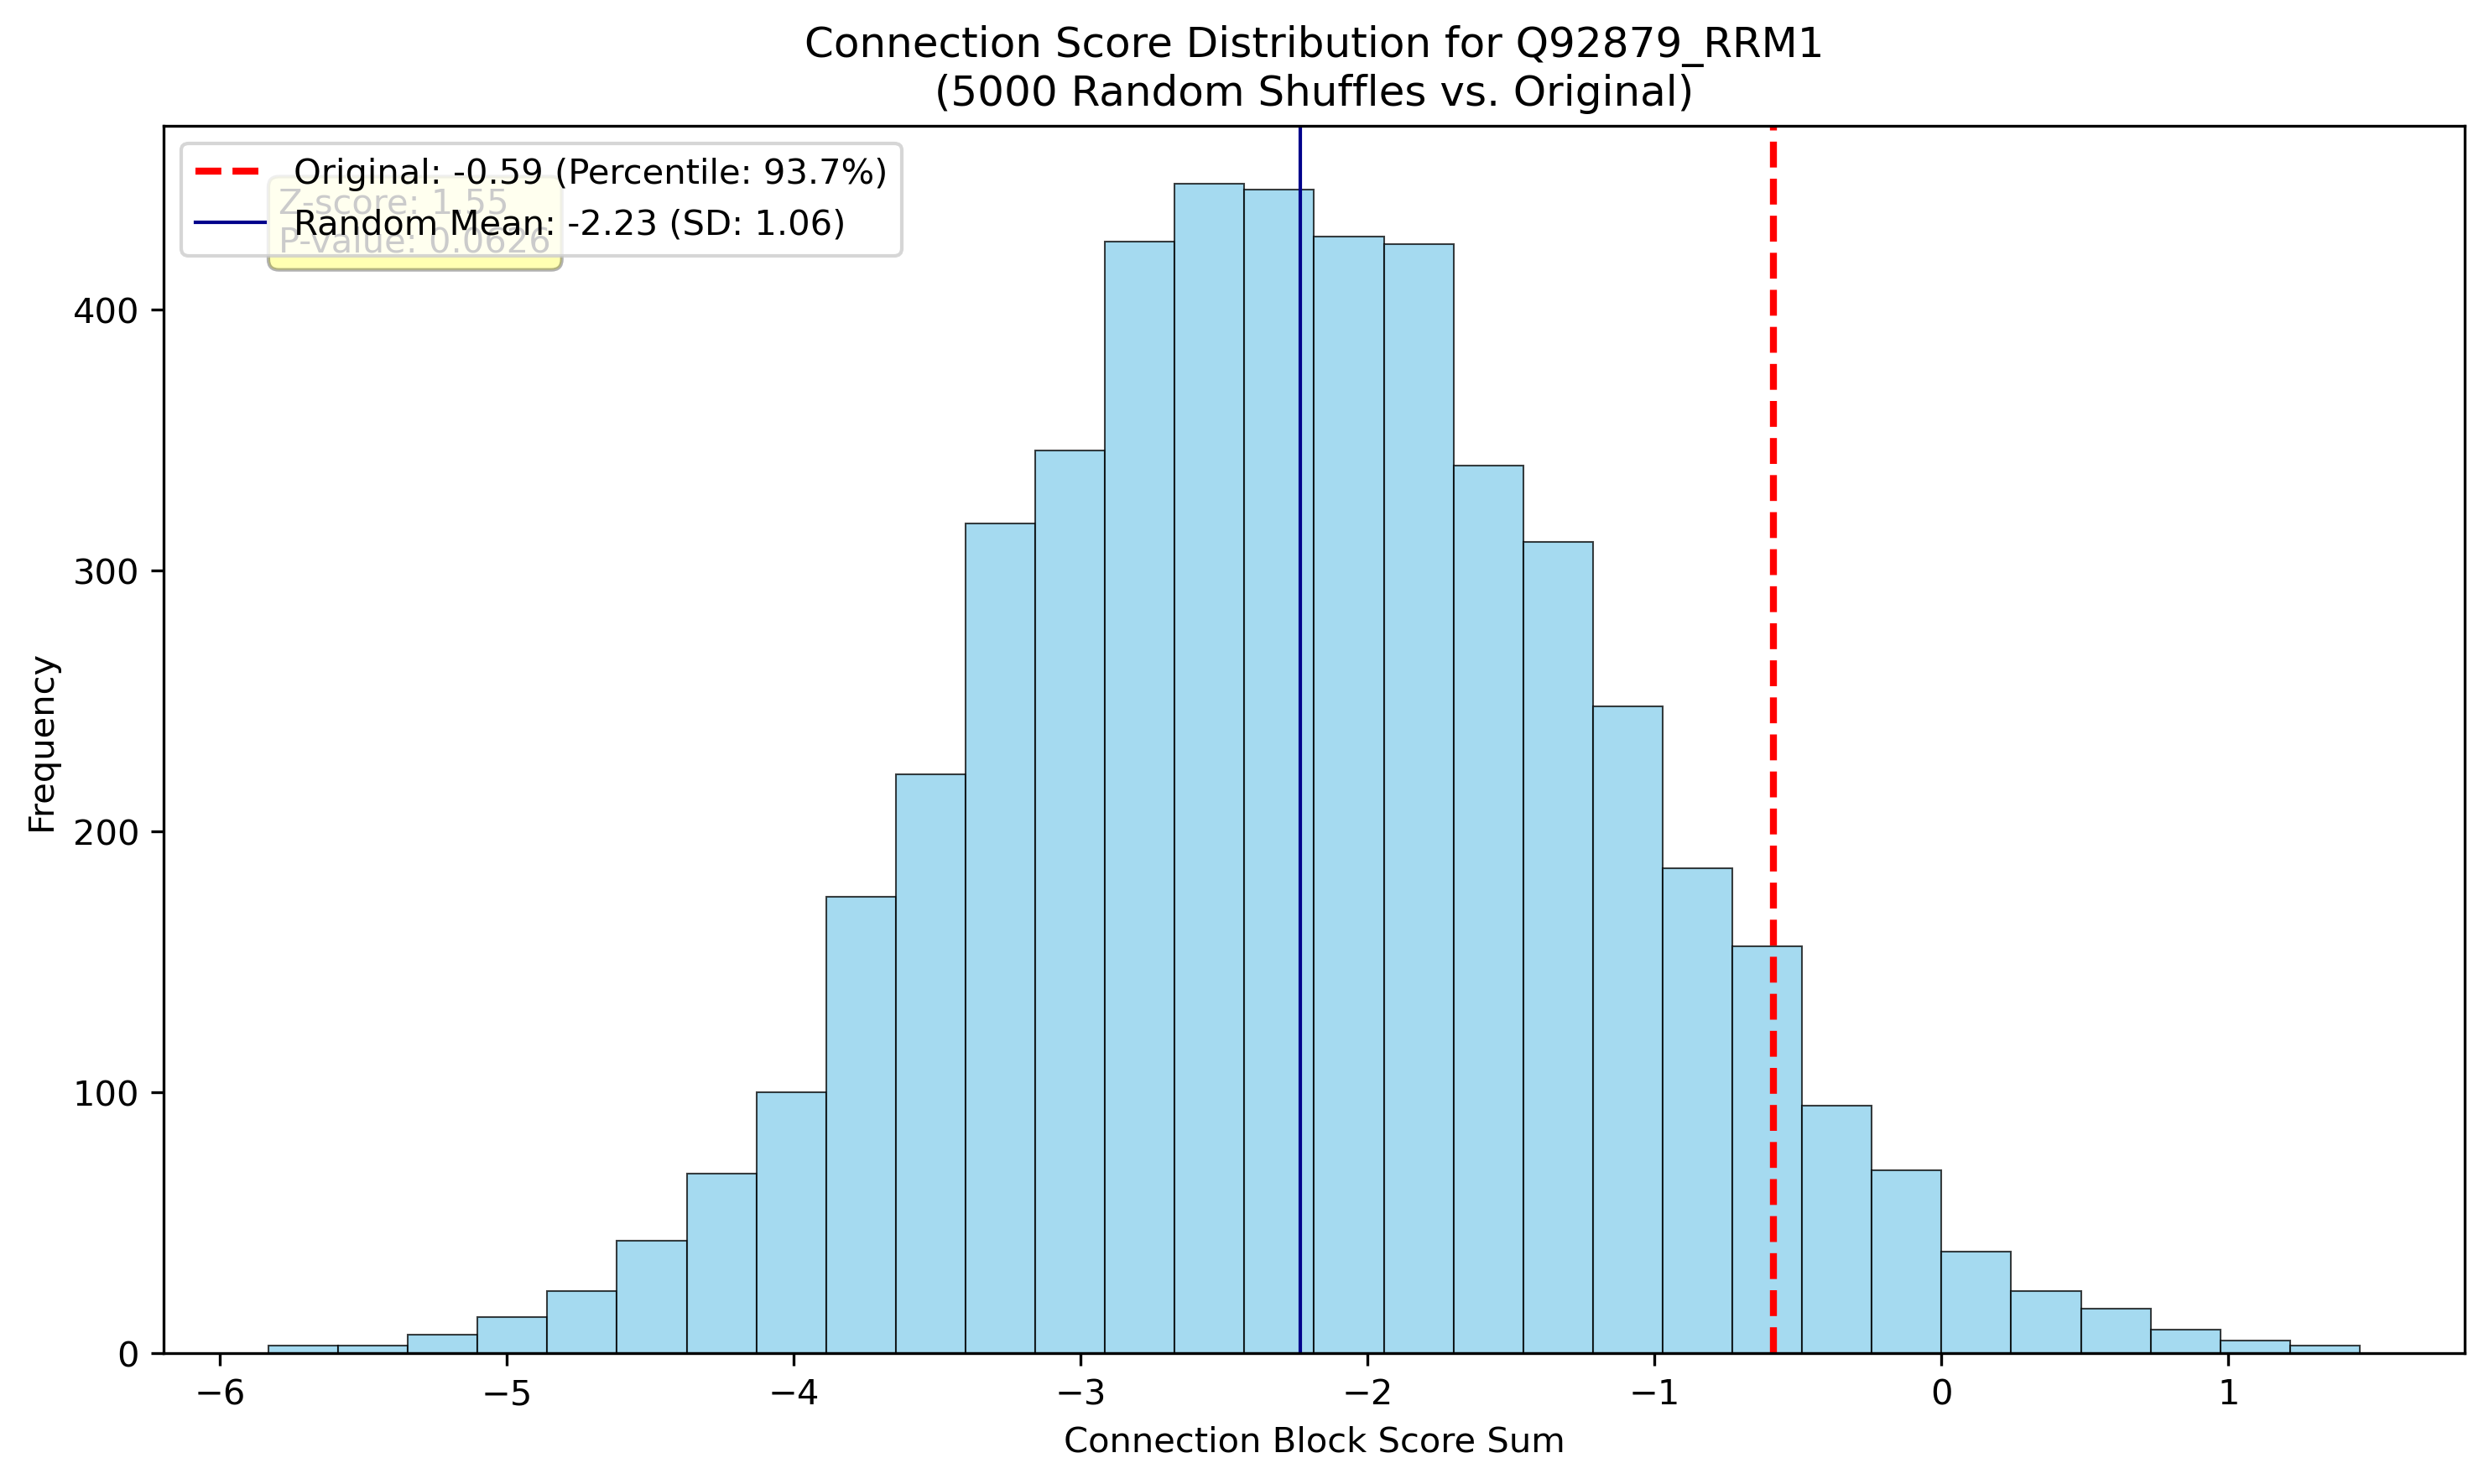 Connection Score Distribution for Q92879_RRM1
(5000 Random Shuffles vs. Original)
Original: -0.59 (Percentile: 93.7%)
Random Mean: -2.23 (SD: 1.06)
Z-score: 1.55
P-value: 0.0626
Frequency
400
300
200
100
0
−6 −5 −4 −3 −2 −1 0 1
Connection Block Score Sum